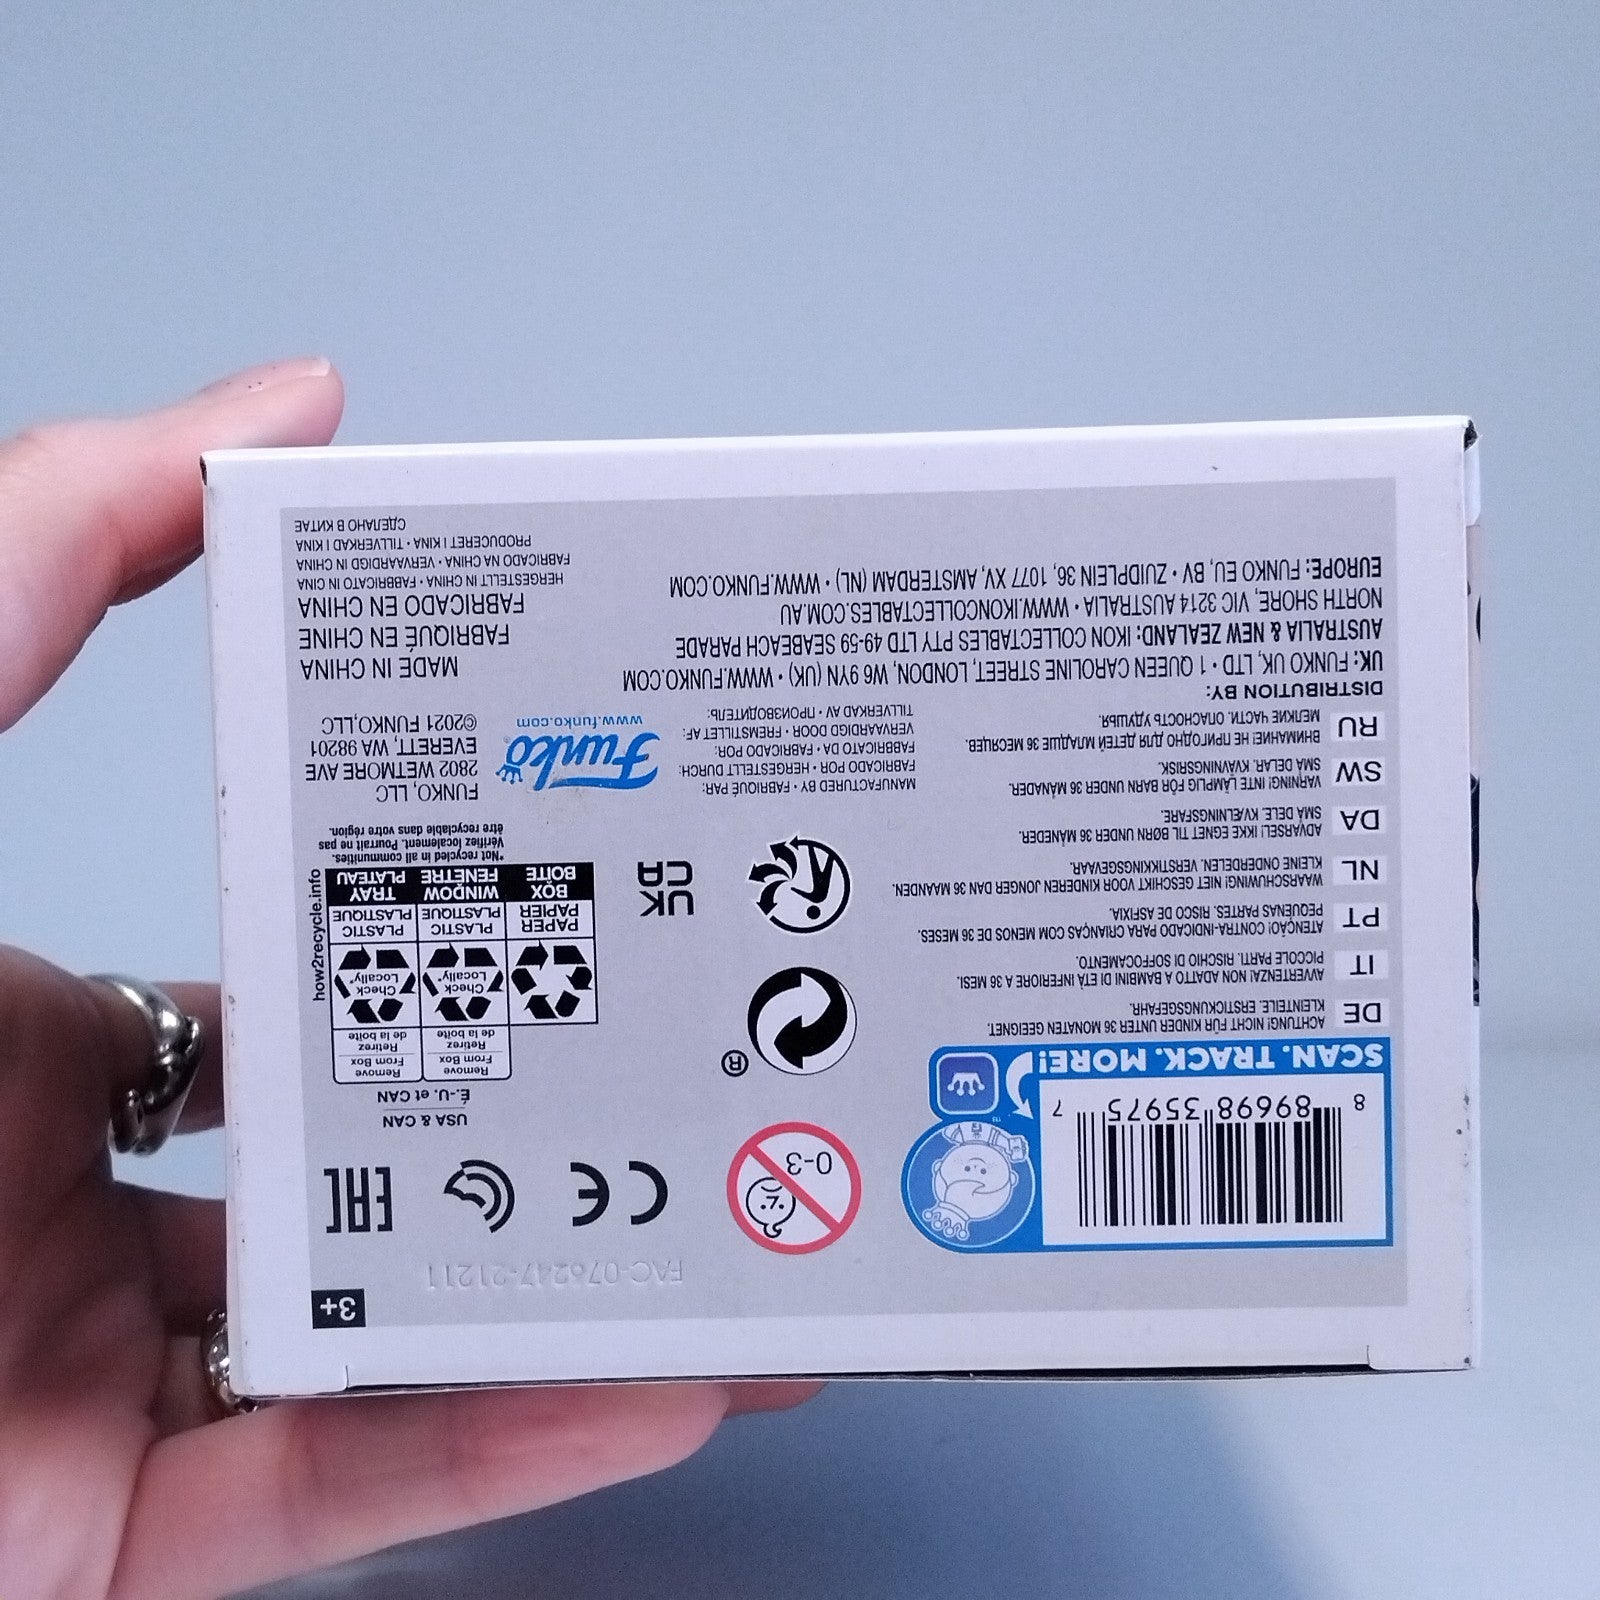 8 89698 35975 7
SCAN. TRACK. MORE!
TM
DE ACHTUNG! NICHT FÜR KINDER UNTER 36 MONATEN GEEIGNET.
KLEINTEILE. ERSTICKUNGSGEFAHR.
IT AVVERTENZA! NON ADATTO A BAMBINI DI ETÀ INFERIORE A 36 MESI.
PICCOLE PARTI. RISCHIO DI SOFFOCAMENTO.
PT ATENÇÃO! CONTRA-INDICADO PARA CRIANÇAS COM MENOS DE 36 MESES.
PEQUENAS PARTES. RISCO DE ASFIXIA.
NL WAARSCHUWING! NIET GESCHIKT VOOR KINDEREN JONGER DAN 36 MAANDEN.
KLEINE ONDERDELEN. VERSTIKKINGSGEVAAR.
DA ADVARSEL! IKKE EGNET TIL BØRN UNDER 36 MÅNEDER.
SMÅ DELE. KVÆLNINGSFARE.
SW VARNING! INTE LÄMPLIG FÖR BARN UNDER 36 MÅNADER.
SMÅ DELAR. KVÄVNINGSRISK.
RU ВНИМАНИЕ! НЕ ПРИГОДНО ДЛЯ ДЕТЕЙ МЛАДШЕ 36 МЕСЯЦЕВ.
МЕЛКИЕ ЧАСТИ. ОПАСНОСТЬ УДУШЬЯ.
DISTRIBUTION BY:
UK: FUNKO UK, LTD • 1 QUEEN CAROLINE STREET, LONDON, W6 9YN (UK) • WWW.FUNKO.COM
AUSTRALIA & NEW ZEALAND: IKON COLLECTABLES PTY LTD 49-59 SEABEACH PARADE
NORTH SHORE, VIC 3214 AUSTRALIA • WWW.IKONCOLLECTABLES.COM.AU
EUROPE: FUNKO EU, BV • ZUIDPLEIN 36, 1077 XV, AMSTERDAM (NL) • WWW.FUNKO.COM
3+
FAC-076247-21211
0-3
CE
EAC
®
UK
CA
USA & CAN
É.-U. et CAN
Remove
From Box
Retirez
de la boîte
Remove
From Box
Retirez
de la boîte
Check
Locally*
Check
Locally*
PAPER
PAPIER
PLASTIC
PLASTIQUE
PLASTIC
PLASTIQUE
BOX
BOÎTE
WINDOW
FENÊTRE
TRAY
PLATEAU
how2recycle.info
*Not recycled in all communities.
Vérifiez localement. Pourrait ne pas
être recyclable dans votre région.
MANUFACTURED BY • FABRIQUÉ PAR:
FABRICADO POR • HERGESTELLT DURCH:
FABBRICATO DA • FABRICADO POR:
VERVAARDIGD DOOR • FREMSTILLET AF:
TILLVERKAD AV • ПРОИЗВОДИТЕЛЬ:
Funko®
www.funko.com
FUNKO, LLC
2802 WETMORE AVE
EVERETT, WA 98201
©2021 FUNKO,LLC
MADE IN CHINA
FABRIQUÉ EN CHINE
FABRICADO EN CHINA
HERGESTELLT IN CHINA • FABBRICATO IN CINA
FABRICADO NA CHINA • VERVAARDIGD IN CHINA
PRODUCERET I KINA • TILLVERKAD I KINA
СДЕЛАНО В КИТАЕ